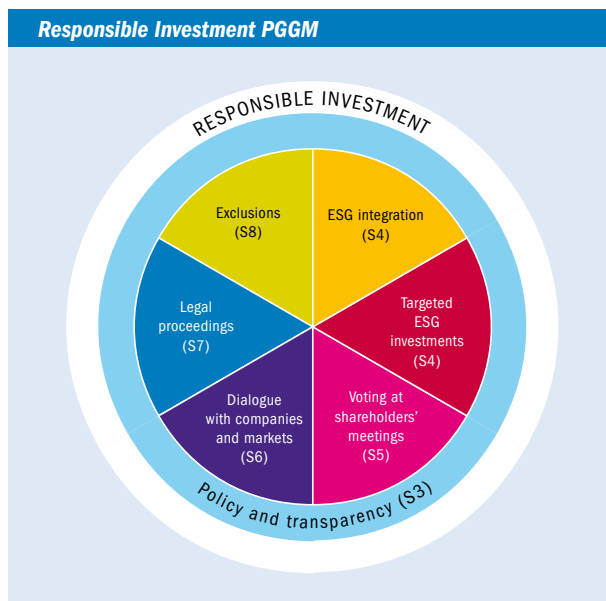 Responsible Investment PGGM
RESPONSIBLE INVESTMENT
Exclusions
(S8)
ESG integration
(S4)
Legal
proceedings
(S7)
Targeted
ESG
investments
(S4)
Dialogue
with companies
and markets
(S6)
Voting at
shareholders’
meetings
(S5)
Policy and transparency (S3)